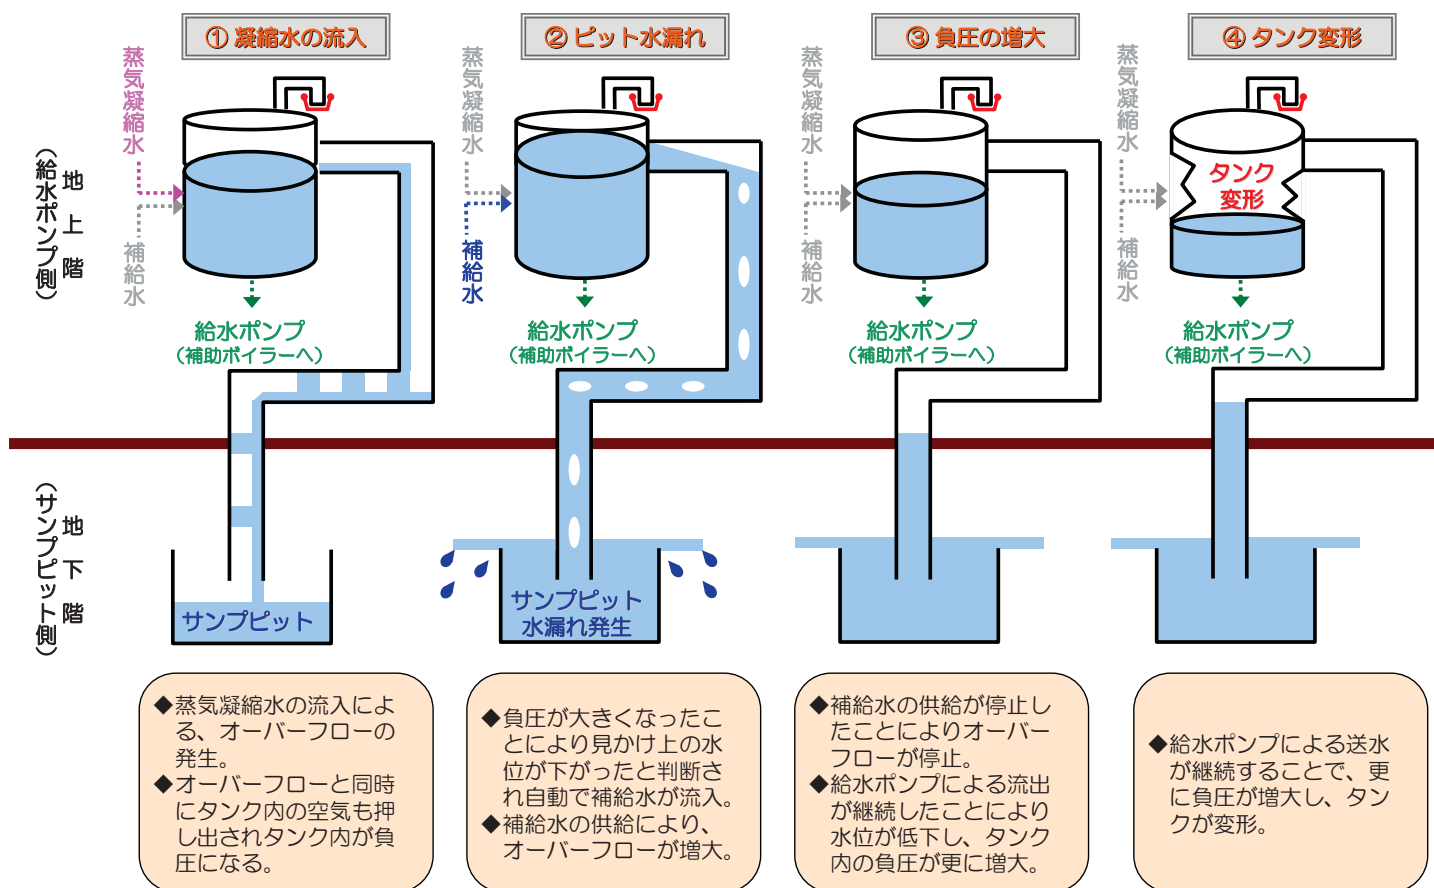 ① 凝縮水の流入
② ピット水漏れ
③ 負圧の増大
④ タンク変形
地上階
（給水ポンプ側）
蒸気凝縮水
補給水
給水ポンプ
（補助ボイラーへ）
蒸気凝縮水
補給水
給水ポンプ
（補助ボイラーへ）
蒸気凝縮水
補給水
給水ポンプ
（補助ボイラーへ）
蒸気凝縮水
補給水
タンク
変形
給水ポンプ
（補助ボイラーへ）
地下階
（サンプピット側）
サンプピット
サンプピット
水漏れ発生
◆蒸気凝縮水の流入によ
る、オーバーフローの
発生。
◆オーバーフローと同時
にタンク内の空気も押
し出されタンク内が負
圧になる。
◆負圧が大きくなったこ
とにより見かけ上の水
位が下がったと判断さ
れ自動で補給水が流入。
◆補給水の供給により、
オーバーフローが増大。
◆補給水の供給が停止し
たことによりオーバー
フローが停止。
◆給水ポンプによる流出
が継続したことにより
水位が低下し、タンク
内の負圧が更に増大。
◆給水ポンプによる送水
が継続することで、更
に負圧が増大し、タン
クが変形。